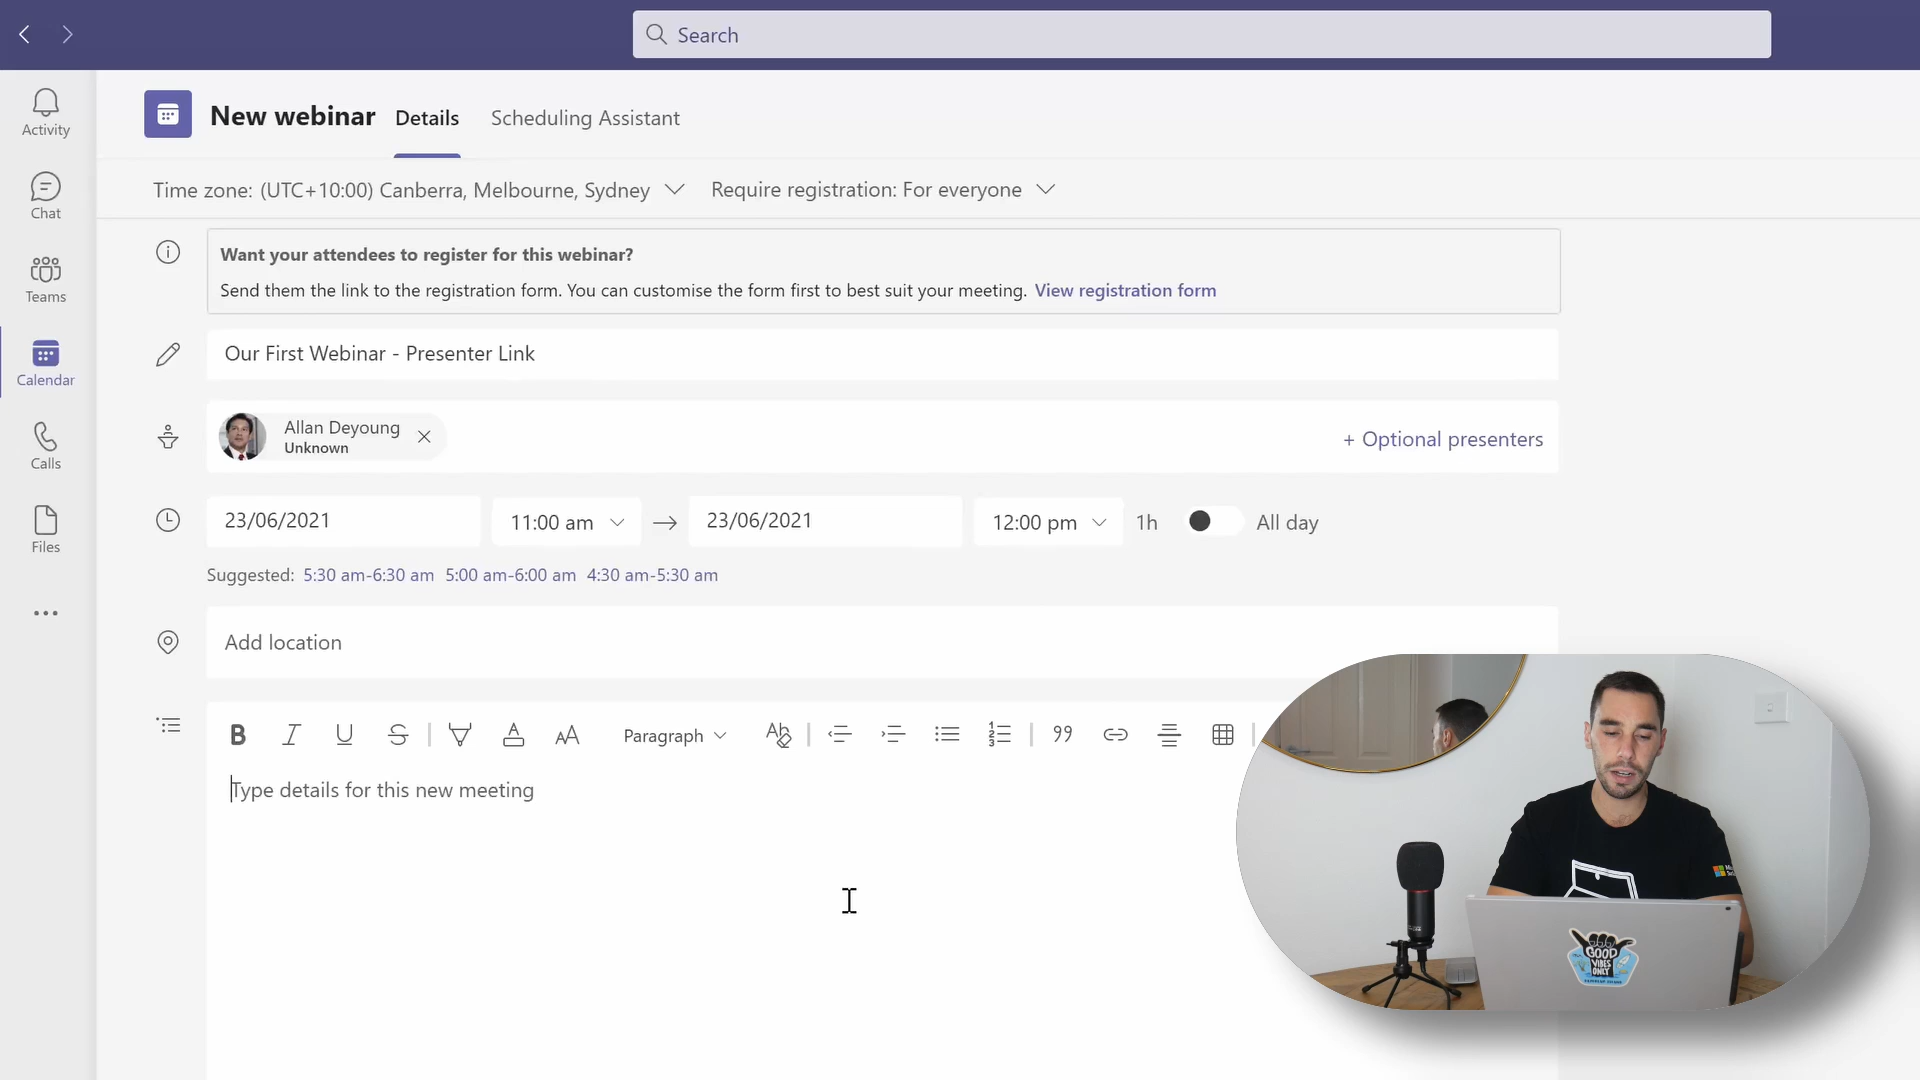 Search
Activity
Chat
Teams
Calendar
Calls
Files
New webinar Details Scheduling Assistant
Time zone: (UTC+10:00) Canberra, Melbourne, Sydney Require registration: For everyone
Want your attendees to register for this webinar?
Send them the link to the registration form. You can customise the form first to best suit your meeting. View registration form
Our First Webinar - Presenter Link
Allan Deyoung
Unknown
+ Optional presenters
23/06/2021 11:00 am → 23/06/2021 12:00 pm 1h All day
Suggested: 5:30 am-6:30 am 5:00 am-6:00 am 4:30 am-5:30 am
Add location
Paragraph
Type details for this new meeting
GOOD
VIBES
ONLY